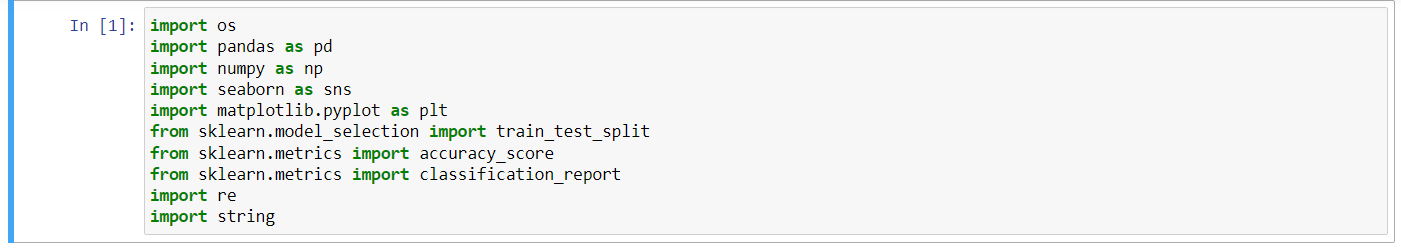 In [1]: import os
import pandas as pd
import numpy as np
import seaborn as sns
import matplotlib.pyplot as plt
from sklearn.model_selection import train_test_split
from sklearn.metrics import accuracy_score
from sklearn.metrics import classification_report
import re
import string